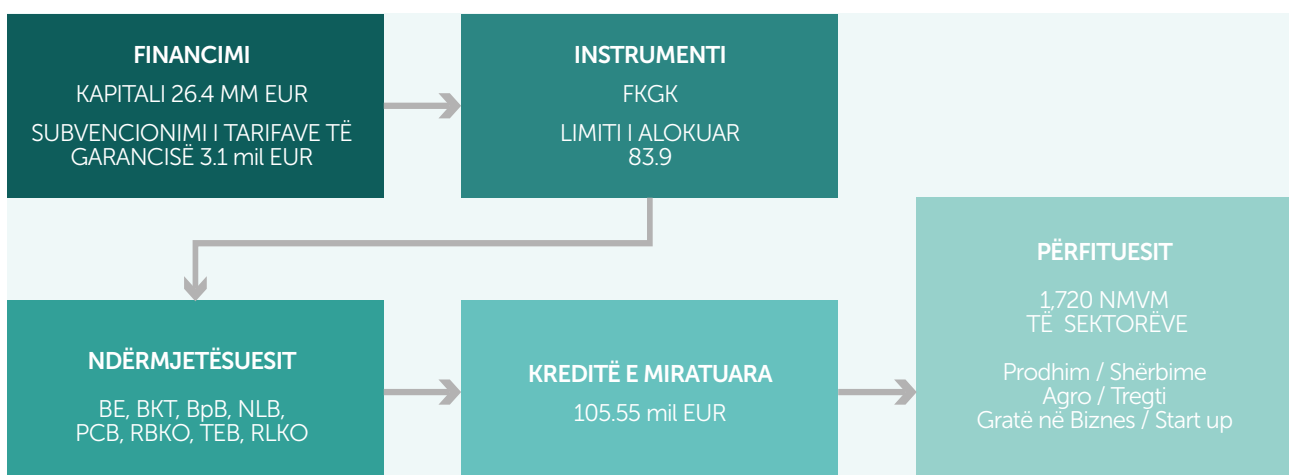 FINANCIMI
KAPITALI 26.4 MM EUR
SUBVENCIONIMI I TARIFAVE TË
GARANCISË 3.1 mil EUR
INSTRUMENTI
FKGK
LIMITI I ALOKUAR
83.9
NDËRMJETËSUESIT
BE, BKT, BpB, NLB,
PCB, RBKO, TEB, RLKO
KREDITË E MIRATUARA
105.55 mil EUR
PËRFITUESIT
1,720 NMVM
TË SEKTORËVE
Prodhim / Shërbime
Agro / Tregti
Gratë në Biznes / Start up